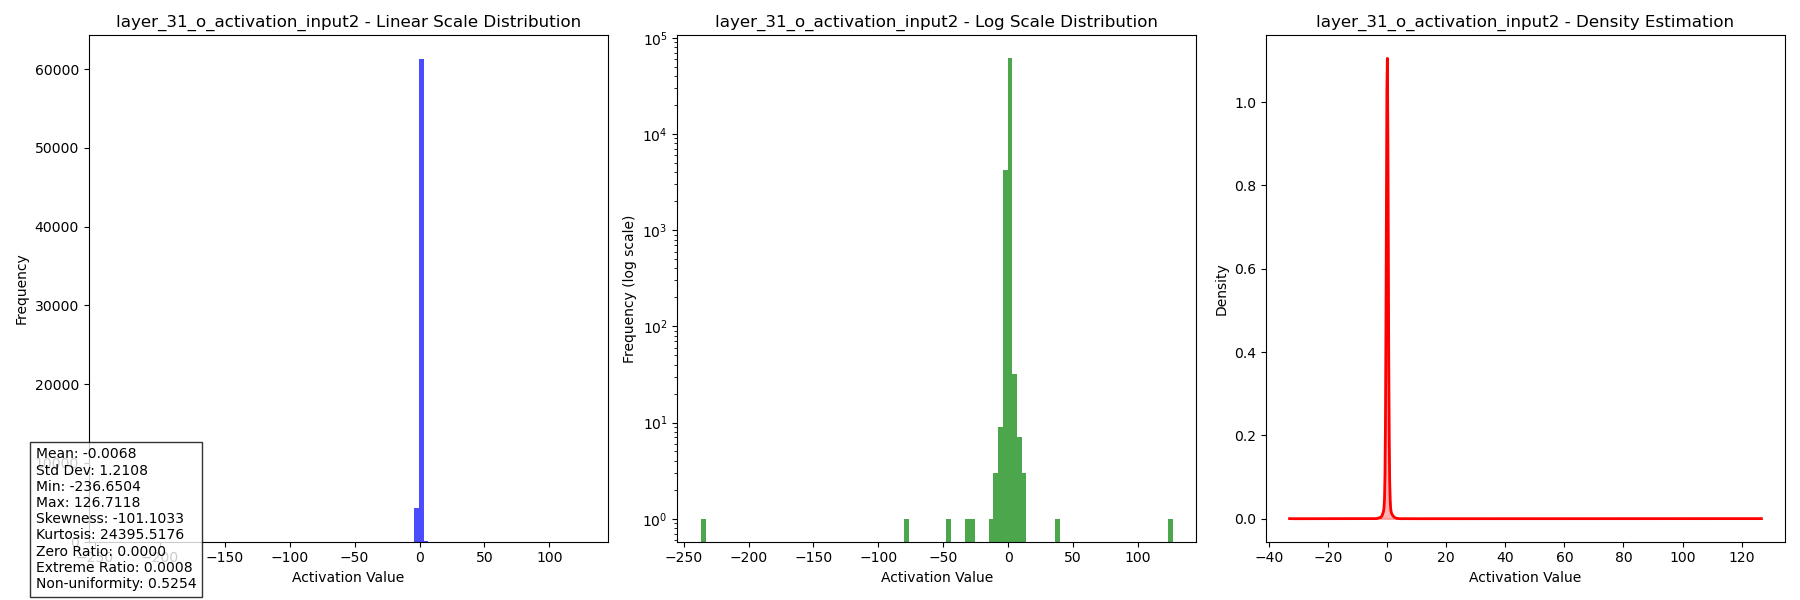 layer_31_o_activation_input2 - Linear Scale Distribution
60000
50000
40000
30000
20000
Frequency
−150
−100
−50
0
50
100
Activation Value
Mean: -0.0068
Std Dev: 1.2108
Min: -236.6504
Max: 126.7118
Skewness: -101.1033
Kurtosis: 24395.5176
Zero Ratio: 0.0000
Extreme Ratio: 0.0008
Non-uniformity: 0.5254
layer_31_o_activation_input2 - Log Scale Distribution
10^5
10^4
10^3
10^2
10^1
10^0
Frequency (log scale)
−250
−200
−150
−100
−50
0
50
100
Activation Value
layer_31_o_activation_input2 - Density Estimation
1.0
0.8
0.6
0.4
0.2
0.0
Density
−40
−20
0
20
40
60
80
100
120
Activation Value